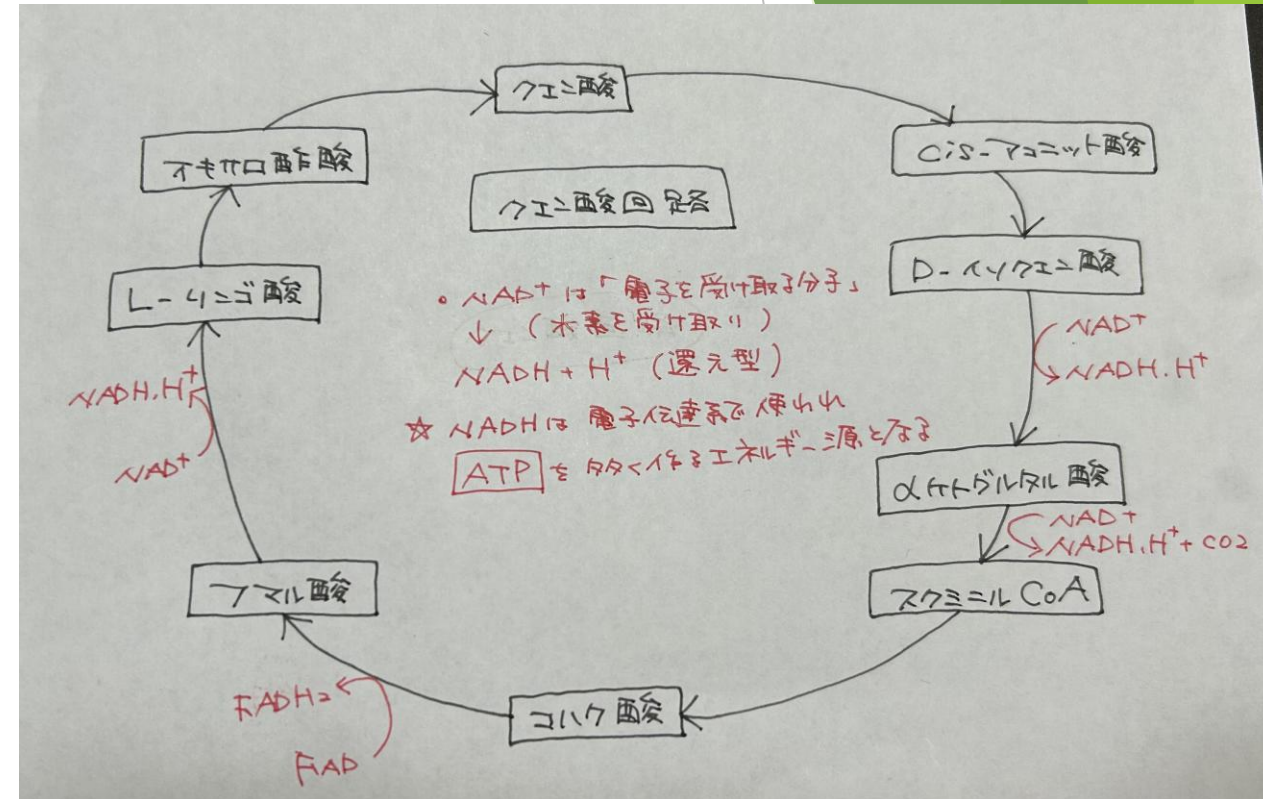 クエン酸
オキサロ酢酸
cis-アコニット酸
クエン酸回路
D-イソクエン酸
L-リンゴ酸
・NAD⁺は「電子を受け取る分子」
↓(水素を受け取り)
NADH + H⁺ (還元型)
☆ NADHは電子伝達系で使われ
ATPを多く作るエネルギー源となる
NAD⁺
NADH.H⁺
NADH.H⁺
NAD⁺
αケトグルタル酸
NAD⁺
NADH.H⁺+CO2
スクミニルCoA
フマル酸
コハク酸
FADH2
FAD